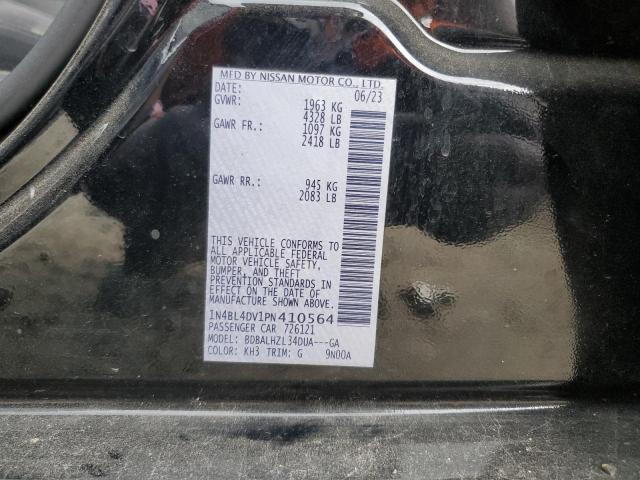 MFD BY NISSAN MOTOR CO., LTD.
DATE: 06/23
GVWR: 1963 KG
4328 LB
GAWR FR.: 1097 KG
2418 LB
GAWR RR.: 945 KG
2083 LB
THIS VEHICLE CONFORMS TO
ALL APPLICABLE FEDERAL
MOTOR VEHICLE SAFETY,
BUMPER, AND THEFT
PREVENTION STANDARDS IN
EFFECT ON THE DATE OF
MANUFACTURE SHOWN ABOVE.
1N4BL4DV1PN410564
PASSENGER CAR 726121
MODEL: BDBALHZL34DUA---GA
COLOR: KH3 TRIM: G 9N00A